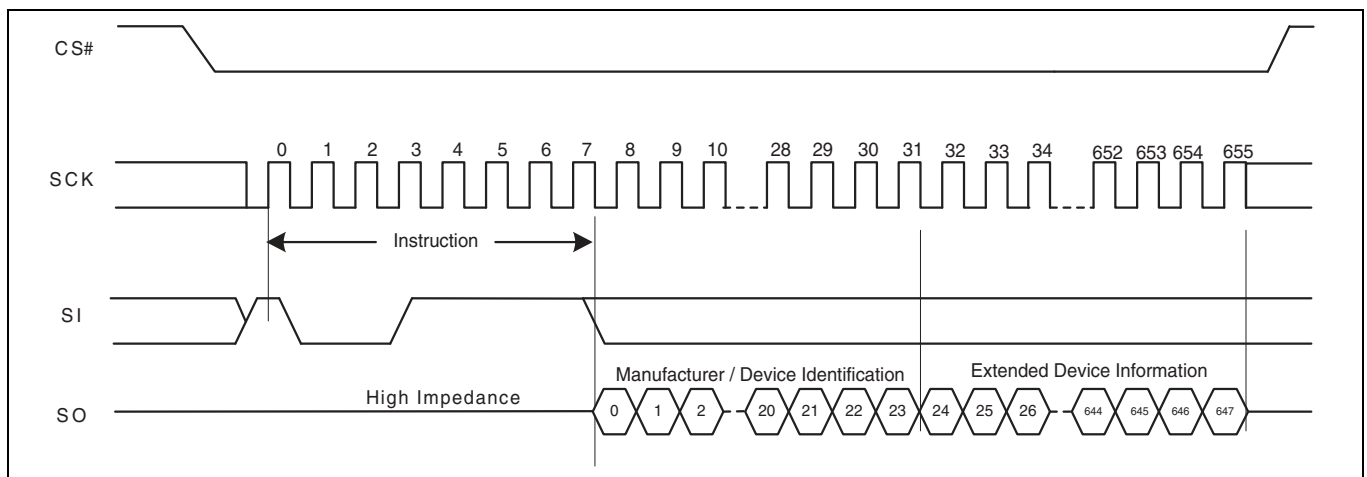 CS#
0 1 2 3 4 5 6 7 8 9 10 28 29 30 31 32 33 34 652 653 654 655
SCK
Instruction
SI
Manufacturer / Device Identification Extended Device Information
High Impedance
SO 0 1 2 20 21 22 23 24 25 26 644 645 646 647